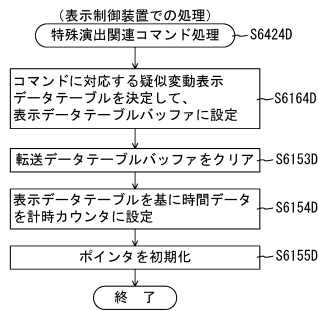 (表示制御装置での処理)
特殊演出関連コマンド処理
S6424D
コマンドに対応する疑似変動表示
データテーブルを決定して、
表示データテーブルバッファに設定
S6164D
転送データテーブルバッファをクリア
S6153D
表示データテーブルを基に時間データ
を計時カウンタに設定
S6154D
ポインタを初期化
S6155D
終 了